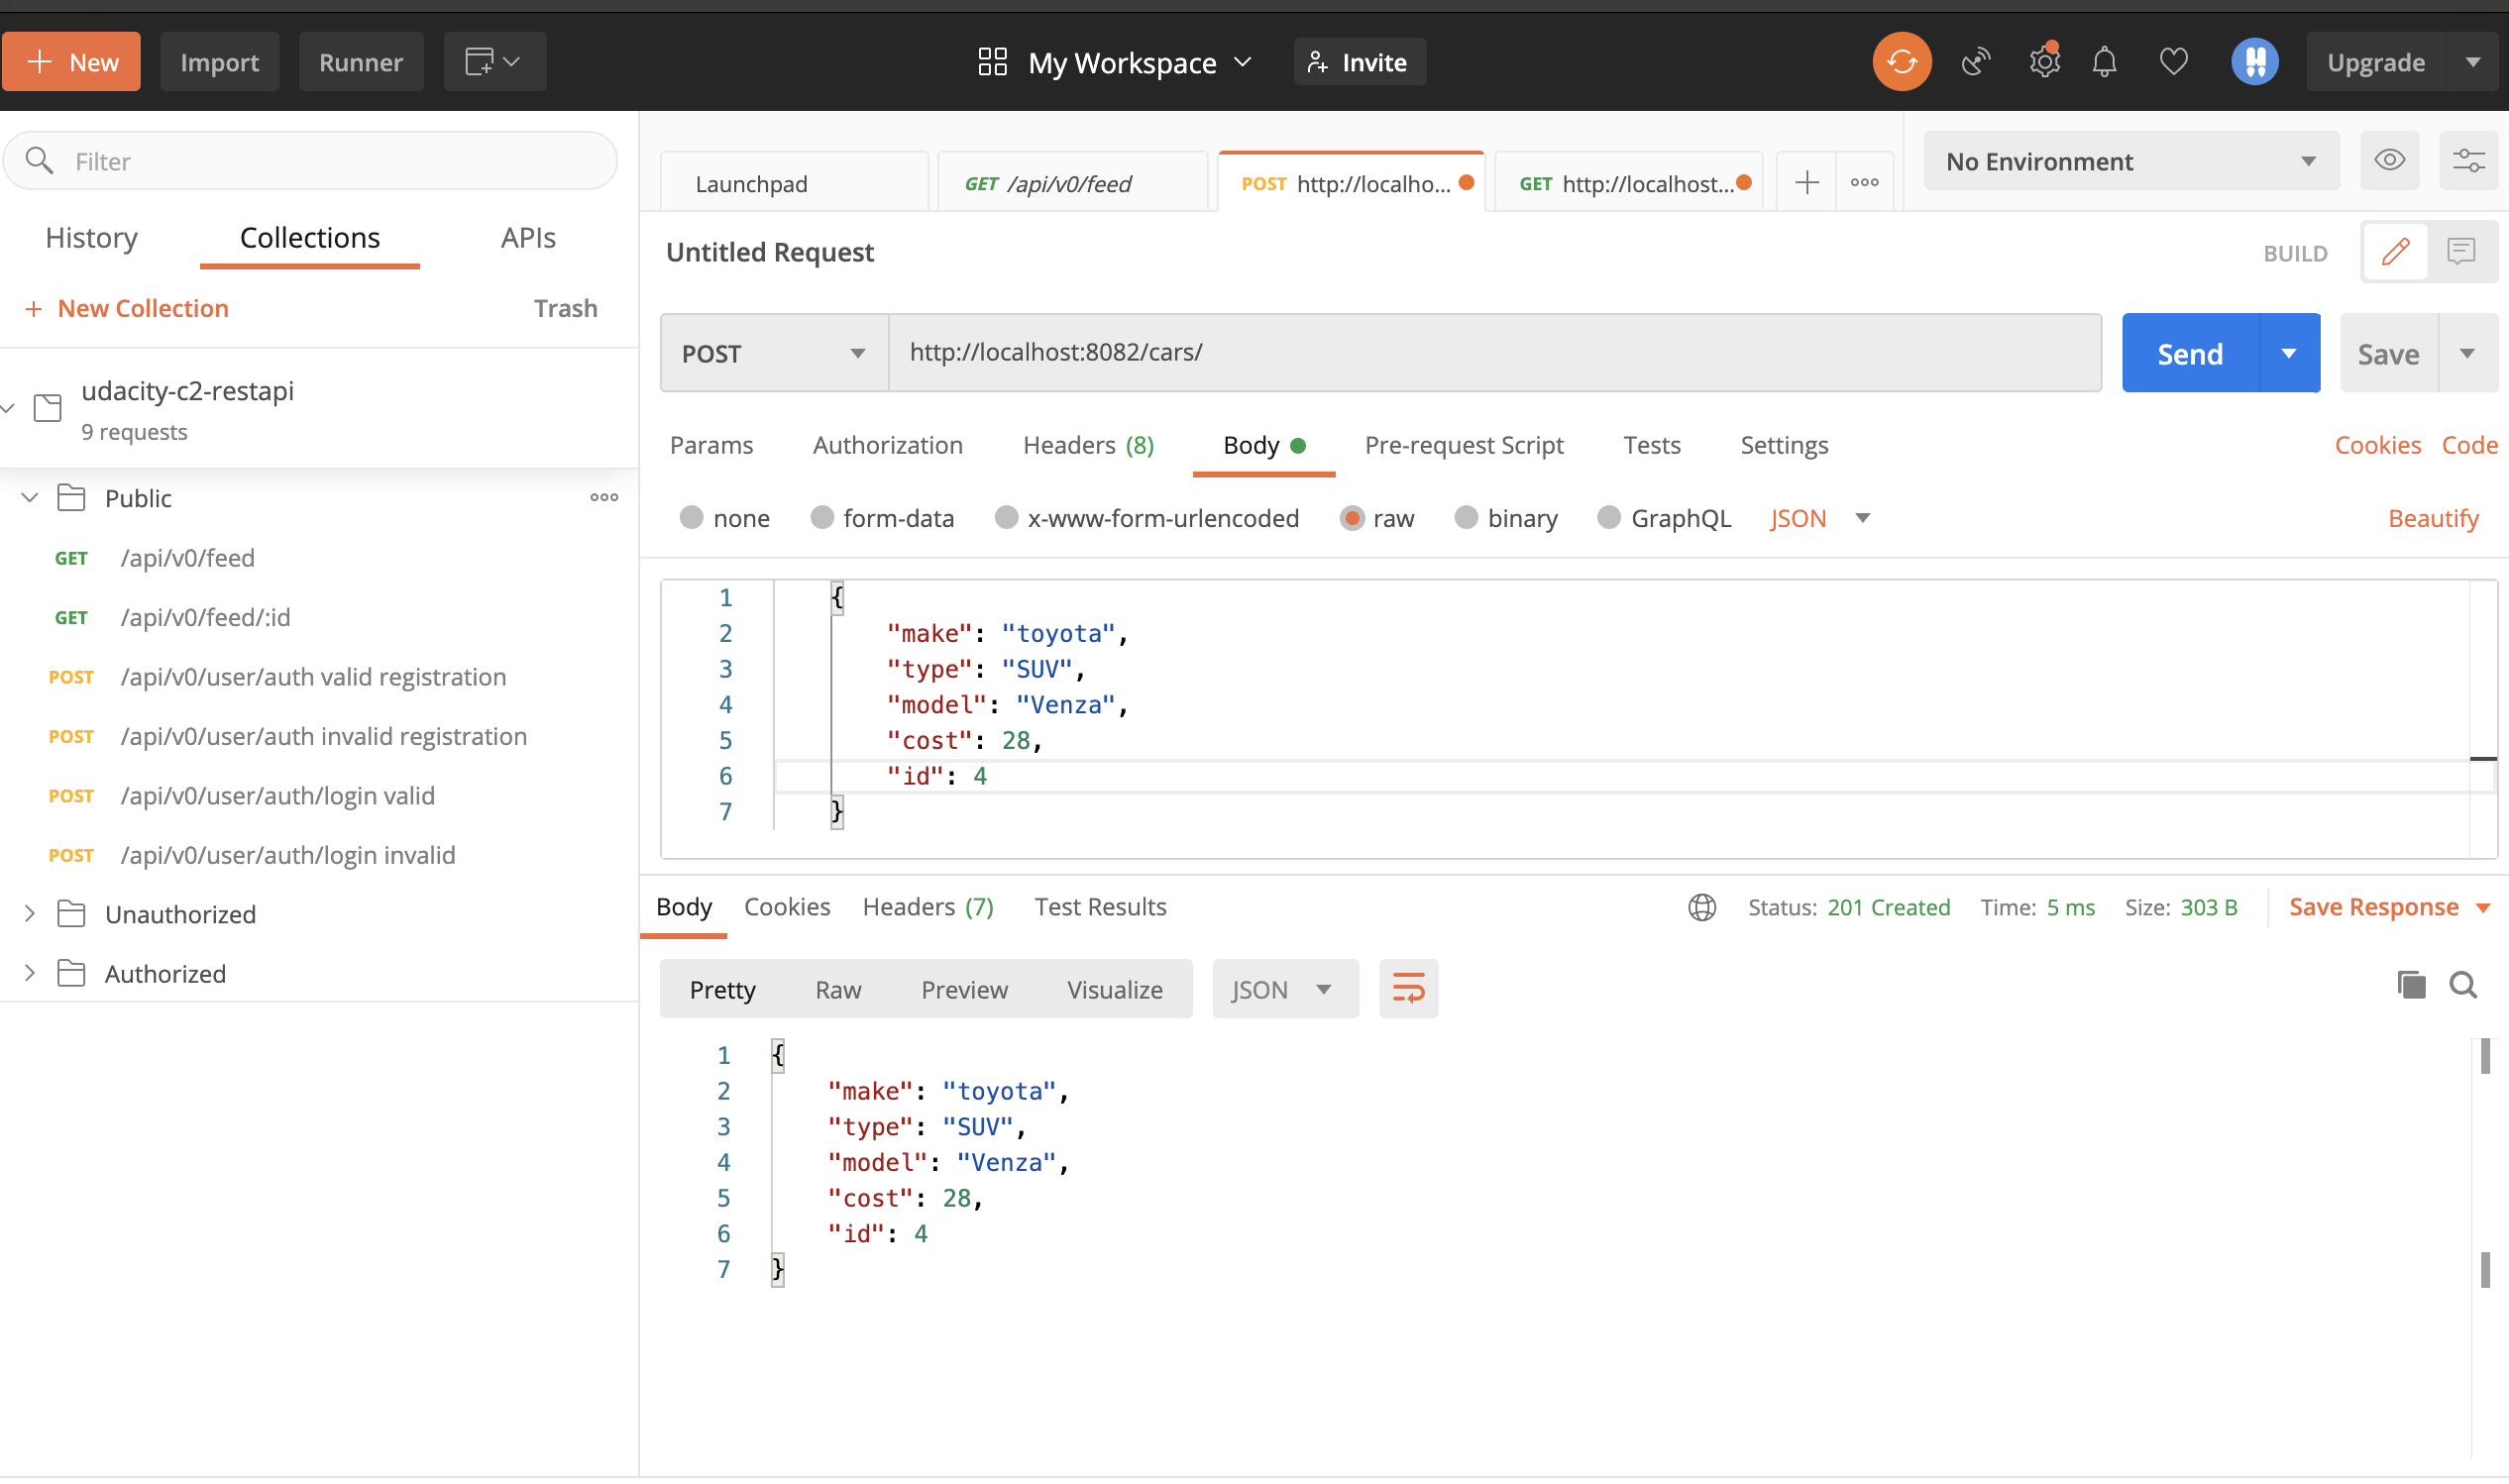 New Import Runner My Workspace Invite Upgrade
Filter
History Collections APIs
New Collection Trash
udacity-c2-restapi
9 requests
Public
GET /api/v0/feed
GET /api/v0/feed/:id
POST /api/v0/user/auth valid registration
POST /api/v0/user/auth invalid registration
POST /api/v0/user/auth/login valid
POST /api/v0/user/auth/login invalid
Unauthorized
Authorized
Launchpad GET /api/v0/feed POST http://localho... GET http://localhost... No Environment
Untitled Request BUILD
POST http://localhost:8082/cars/ Send Save
Params Authorization Headers (8) Body Pre-request Script Tests Settings Cookies Code
none form-data x-www-form-urlencoded raw binary GraphQL JSON Beautify
1 {
2 "make": "toyota",
3 "type": "SUV",
4 "model": "Venza",
5 "cost": 28,
6 "id": 4
7 }
Body Cookies Headers (7) Test Results Status: 201 Created Time: 5 ms Size: 303 B Save Response
Pretty Raw Preview Visualize JSON
1 {
2 "make": "toyota",
3 "type": "SUV",
4 "model": "Venza",
5 "cost": 28,
6 "id": 4
7 }